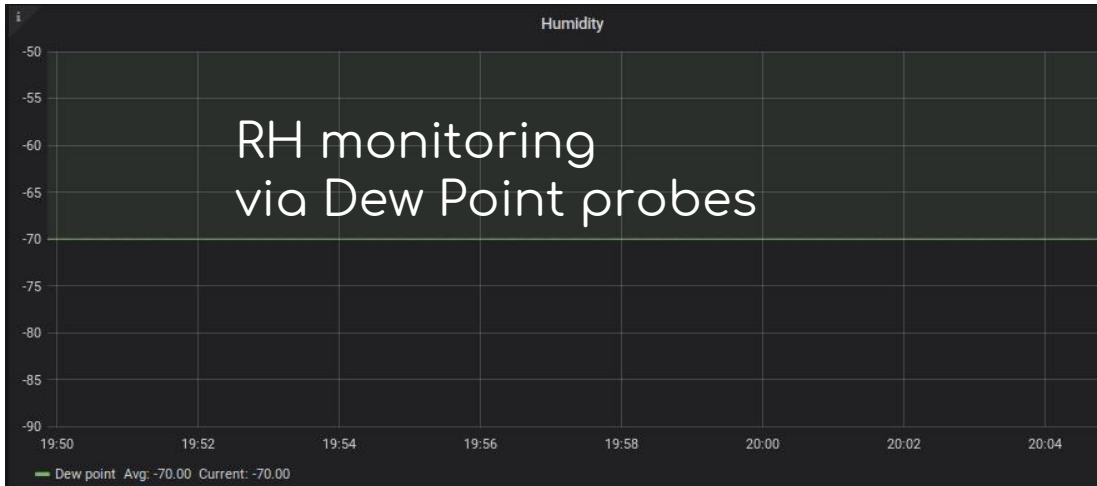 i
Humidity
-50
-55
-60
RH monitoring
-65
via Dew Point probes
-70
-75
-80
-85
-90
19:50 19:52 19:54 19:56 19:58 20:00 20:02 20:04
Dew point Avg: -70.00 Current: -70.00